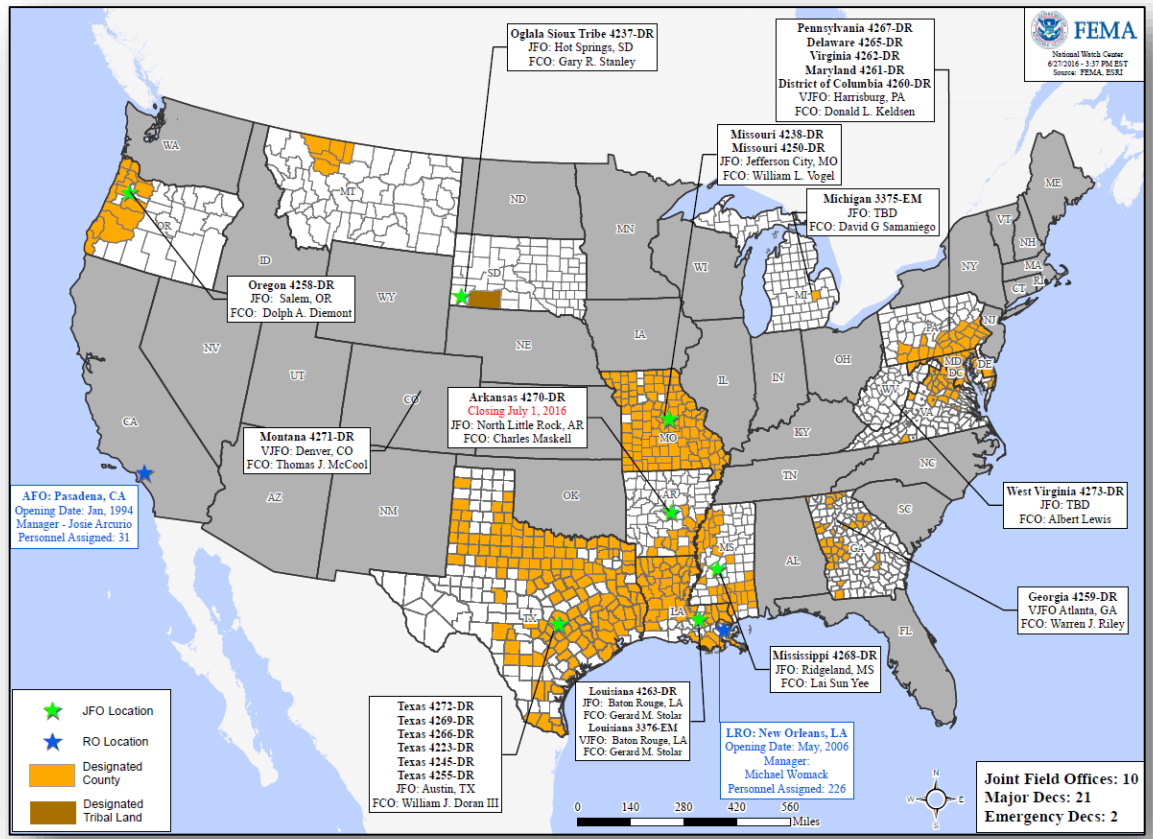 FEMA
National Watch Center
6/27/2016 - 3:37 PM EST
Source: FEMA, ESRI
Oglala Sioux Tribe 4237-DR
JFO: Hot Springs, SD
FCO: Gary R. Stanley
Pennsylvania 4267-DR
Delaware 4265-DR
Virginia 4262-DR
Maryland 4261-DR
District of Columbia 4260-DR
VJFO: Harrisburg, PA
FCO: Donald L. Keldsen
Missouri 4238-DR
Missouri 4250-DR
JFO: Jefferson City, MO
FCO: William L. Vogel
Michigan 3375-EM
JFO: TBD
FCO: David G Samaniego
Oregon 4258-DR
JFO: Salem, OR
FCO: Dolph A. Diemont
Arkansas 4270-DR
Closing July 1, 2016
JFO: North Little Rock, AR
FCO: Charles Maskell
Montana 4271-DR
VJFO: Denver, CO
FCO: Thomas J. McCool
AFO: Pasadena, CA
Opening Date: Jan, 1994
Manager - Josie Arcurio
Personnel Assigned: 31
West Virginia 4273-DR
JFO: TBD
FCO: Albert Lewis
Georgia 4259-DR
VJFO Atlanta, GA
FCO: Warren J. Riley
Mississippi 4268-DR
JFO: Ridgeland, MS
FCO: Lai Sun Yee
Louisiana 4263-DR
JFO: Baton Rouge, LA
FCO: Gerard M. Stolar
Louisiana 3376-EM
VJFO: Baton Rouge, LA
FCO: Gerard M. Stolar
Texas 4272-DR
Texas 4269-DR
Texas 4266-DR
Texas 4223-DR
Texas 4245-DR
Texas 4255-DR
JFO: Austin, TX
FCO: William J. Doran III
LRO: New Orleans, LA
Opening Date: May, 2006
Manager:
Michael Womack
Personnel Assigned: 226
WA
OR
MT
ID
ND
SD
MN
WI
MI
WY
NE
IA
NV
UT
CO
CA
AZ
NM
OK
TX
MO
AR
LA
MS
AL
GA
FL
SC
NC
TN
KY
IL
IN
OH
WV
VA
PA
MD
DC
DE
NJ
NY
CT
RI
MA
NH
VT
ME
JFO Location
RO Location
Designated
County
Designated
Tribal Land
0 140 280 420 560
Miles
N
W
E
S
Joint Field Offices: 10
Major Decs: 21
Emergency Decs: 2